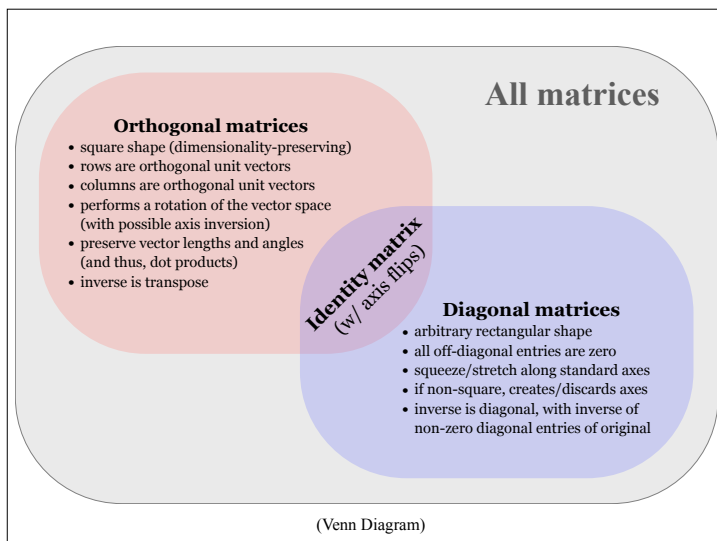 All matrices
Orthogonal matrices
• square shape (dimensionality-preserving)
• rows are orthogonal unit vectors
• columns are orthogonal unit vectors
• performs a rotation of the vector space
(with possible axis inversion)
• preserve vector lengths and angles
(and thus, dot products)
• inverse is transpose
Identity matrix
(w/ axis flips)
Diagonal matrices
• arbitrary rectangular shape
• all off-diagonal entries are zero
• squeeze/stretch along standard axes
• if non-square, creates/discards axes
• inverse is diagonal, with inverse of
non-zero diagonal entries of original
(Venn Diagram)